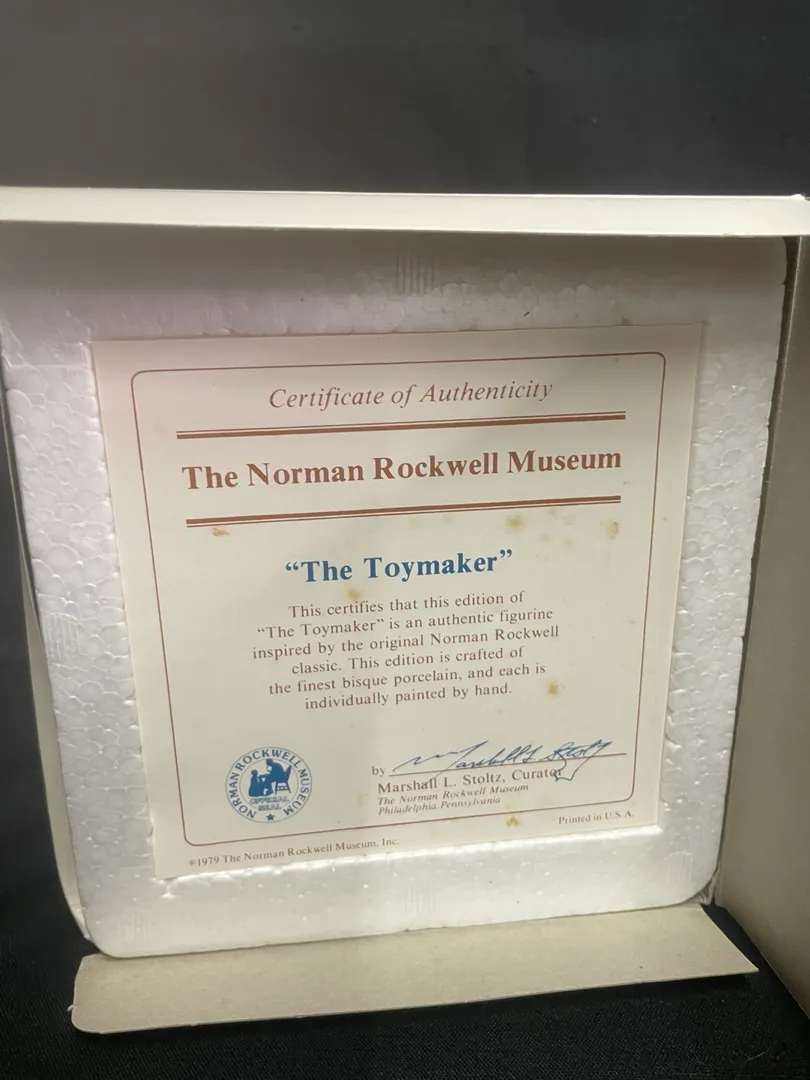 Certificate of Authenticity
The Norman Rockwell Museum
“The Toymaker”
This certifies that this edition of
“The Toymaker” is an authentic figurine
inspired by the original Norman Rockwell
classic. This edition is crafted of
the finest bisque porcelain, and each is
individually painted by hand.
NORMAN ROCKWELL MUSEUM
OFFICIAL
SEAL
by Marshall L. Stoltz
Marshall L. Stoltz, Curator
The Norman Rockwell Museum
Philadelphia, Pennsylvania
Printed in U.S.A.
©1979 The Norman Rockwell Museum, Inc.